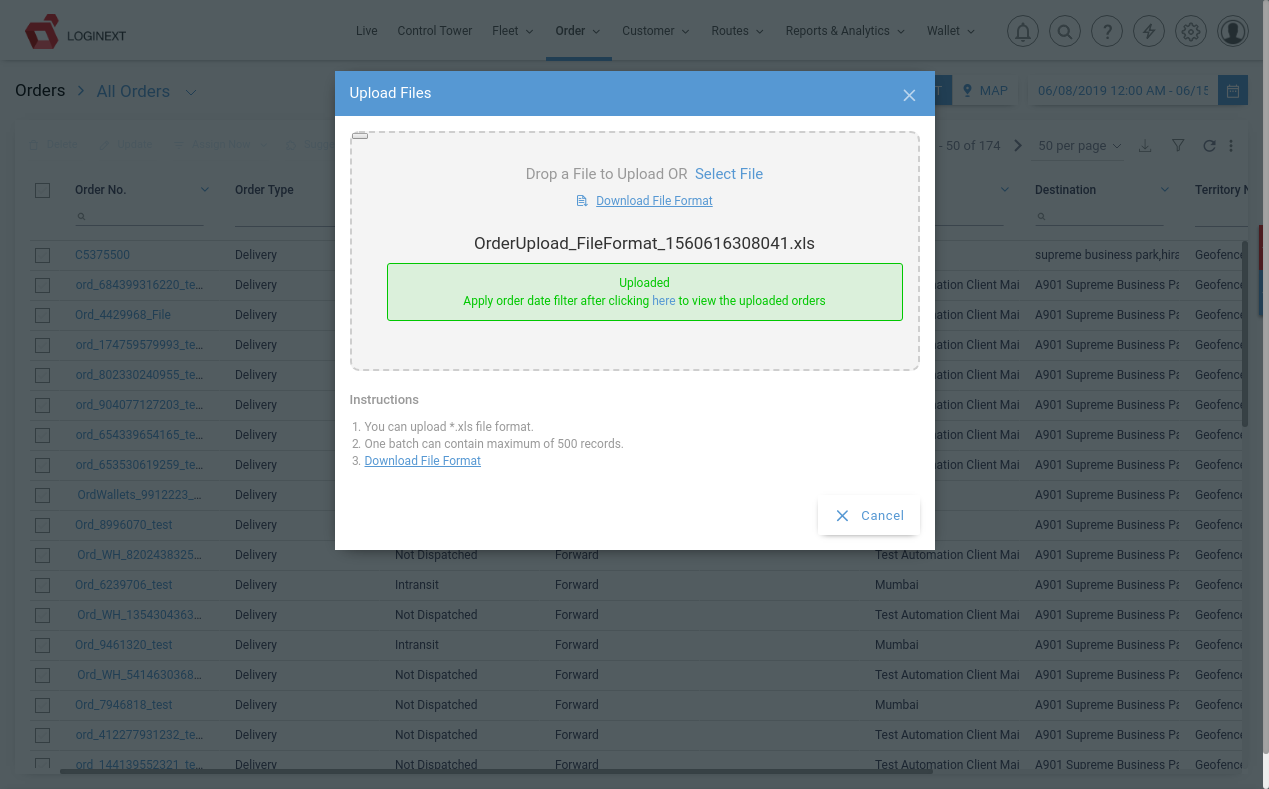 LOGINEXT
Live Control Tower Fleet Order Customer Routes Reports & Analytics Wallet
Orders > All Orders
T MAP 06/08/2019 12:00 AM - 06/15
Upload Files
Drop a File to Upload OR Select File
Download File Format
OrderUpload_FileFormat_1560616308041.xls
Uploaded
Apply order date filter after clicking here to view the uploaded orders
Instructions
1. You can upload *.xls file format.
2. One batch can contain maximum of 500 records.
3. Download File Format
Cancel
- 50 of 174 50 per page
Order No. Order Type Destination Territory N
C5375500 Delivery supreme business park,hira Geofence
ord_684399316220_te... Delivery Automation Client Mai A901 Supreme Business Pa Geofence
Ord_4429968_File Delivery Automation Client Mai A901 Supreme Business Pa Geofence
ord_174759579993_te... Delivery Automation Client Mai A901 Supreme Business Pa Geofence
ord_802330240955_te... Delivery Automation Client Mai A901 Supreme Business Pa Geofence
ord_904077127203_te... Delivery Automation Client Mai A901 Supreme Business Pa Geofence
ord_654339654165_te... Delivery Automation Client Mai A901 Supreme Business Pa Geofence
ord_653530619259_te... Delivery Automation Client Mai A901 Supreme Business Pa Geofence
OrdWallets_9912223_... Delivery A901 Supreme Business Pa Geofence
Ord_8996070_test Delivery A901 Supreme Business Pa Geofence
Ord_WH_8202438325... Delivery Not Dispatched Forward Test Automation Client Mai A901 Supreme Business Pa Geofence
Ord_6239706_test Delivery Intransit Forward Mumbai A901 Supreme Business Pa Geofence
Ord_WH_1354304363... Delivery Not Dispatched Forward Test Automation Client Mai A901 Supreme Business Pa Geofence
Ord_9461320_test Delivery Intransit Forward Mumbai A901 Supreme Business Pa Geofence
Ord_WH_5414630368... Delivery Not Dispatched Forward Test Automation Client Mai A901 Supreme Business Pa Geofence
Ord_7946818_test Delivery Not Dispatched Forward Mumbai A901 Supreme Business Pa Geofence
ord_412277931232_te... Delivery Not Dispatched Forward Test Automation Client Mai A901 Supreme Business Pa Geofence
ord_144139552321_te... Delivery Not Dispatched Forward Test Automation Client Mai A901 Supreme Business Pa Geofence